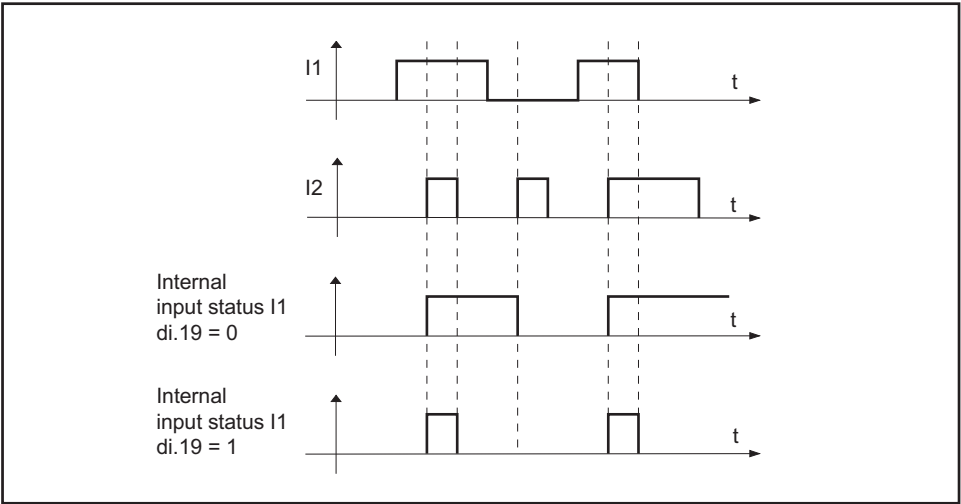 I1
t
I2
t
Internal
input status I1
di.19 = 0
t
Internal
input status I1
di.19 = 1
t